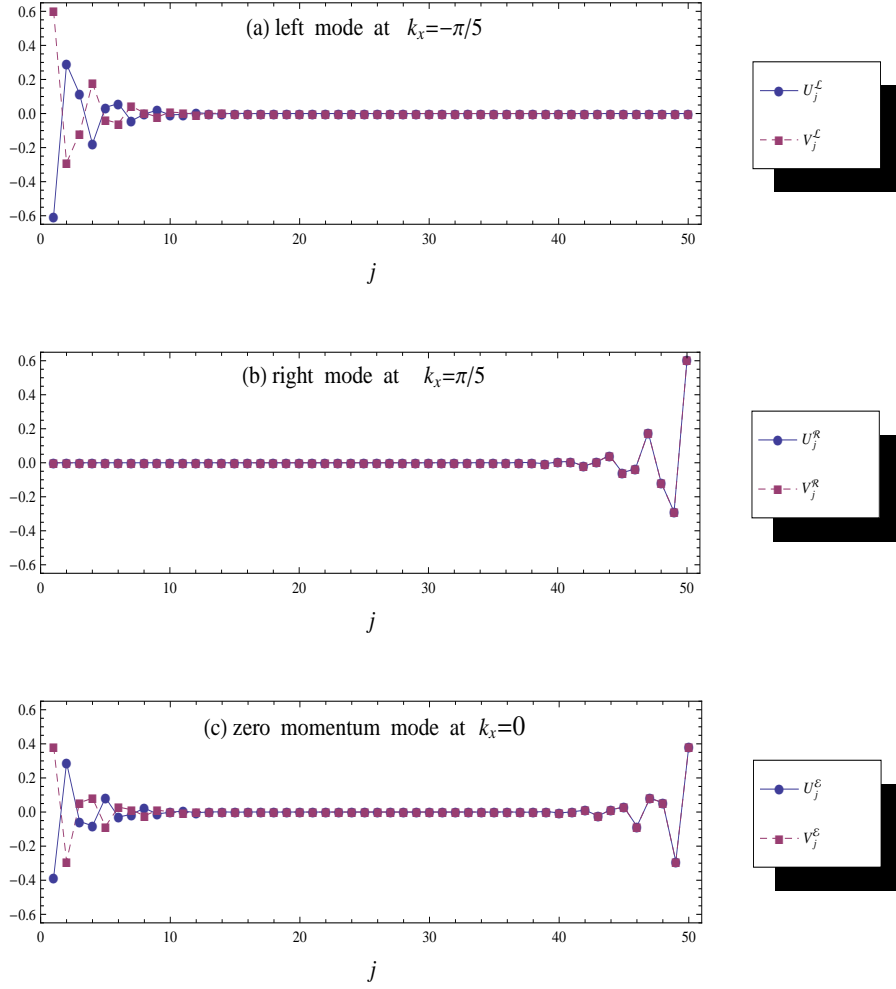 (a) left mode at k_x=−π/5
0.6
0.4
0.2
0.0
−0.2
−0.4
−0.6
0 10 20 30 40 50
j
U_j^ℒ
V_j^ℒ
(b) right mode at k_x=π/5
0.6
0.4
0.2
0.0
−0.2
−0.4
−0.6
0 10 20 30 40 50
j
U_j^ℛ
V_j^ℛ
(c) zero momentum mode at k_x=0
0.6
0.4
0.2
0.0
−0.2
−0.4
−0.6
0 10 20 30 40 50
j
U_j^ℰ
V_j^ℰ